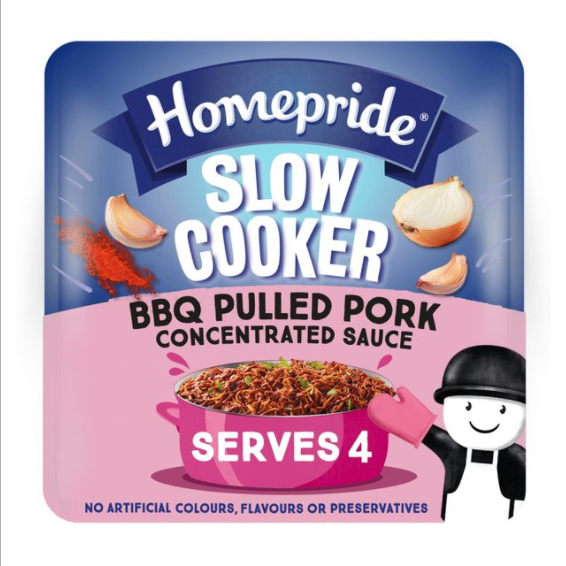 Homepride®
SLOW
COOKER
BBQ PULLED PORK
CONCENTRATED SAUCE
SERVES 4
NO ARTIFICIAL COLOURS, FLAVOURS OR PRESERVATIVES